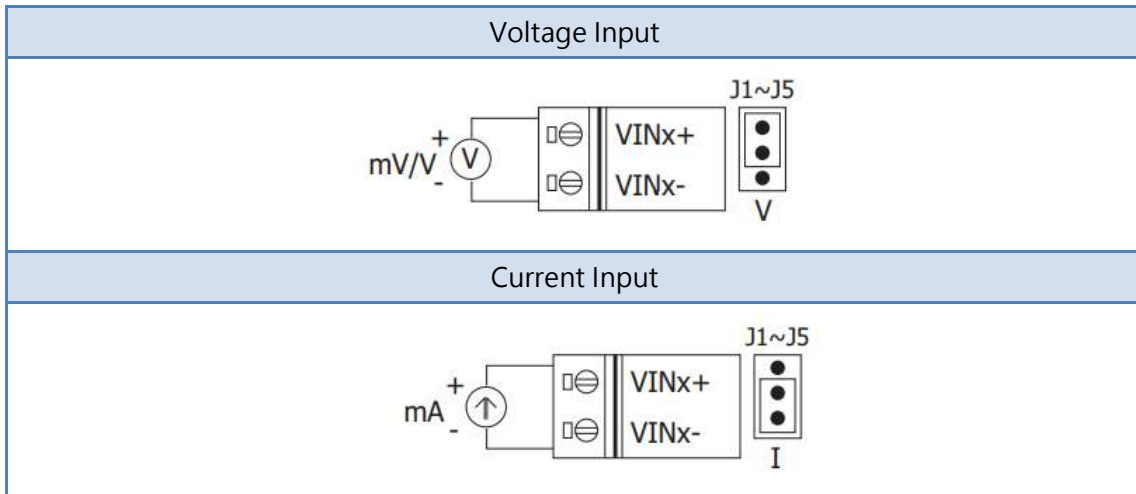 Voltage Input
J1~J5
+
VINx+
mV/V
V
-
VINx-
V
Current Input
J1~J5
+
VINx+
mA
-
VINx-
I